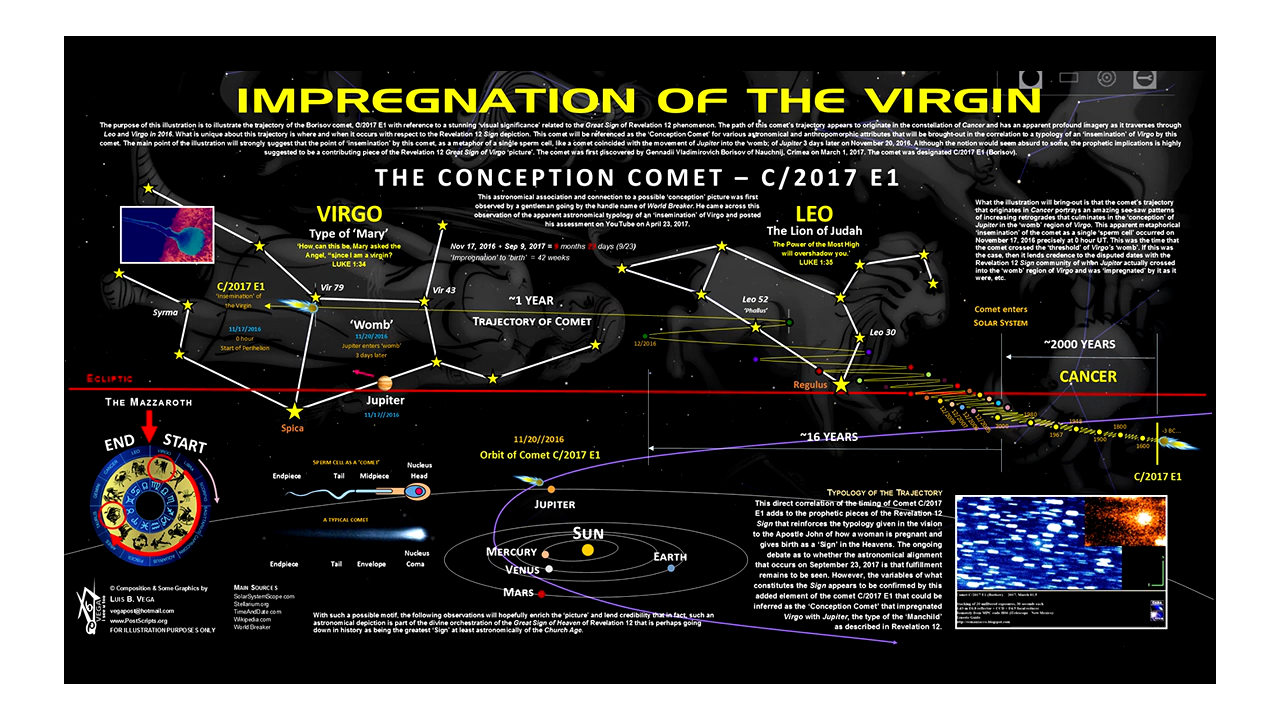 IMPREGNATION OF THE VIRGIN
The purpose of this illustration is to illustrate the trajectory of the Borisov comet, C/2017 E1 with reference to a stunning 'visual significance' related to the Great Sign of Revelation 12 phenomenon. The path of this comet's trajectory appears to originate in the constellation of Cancer and has an apparent profound imagery as it traverses through
Leo and Virgo in 2016. What is unique about this trajectory is where and when it occurs with respect to the Revelation 12 Sign depiction. This comet will be referenced as the 'Conception Comet' for various astronomical and anthropomorphic attributes that will be brought-out in the correlation to a typology of an 'insemination' of Virgo by this
comet. The main point of the illustration will strongly suggest that the point of 'insemination' by this comet, as a metaphor of a single sperm cell, like a comet coincided with the movement of Jupiter into the 'womb; of Jupiter 3 days later on November 20, 2016. Although the notion would seem absurd to some, the prophetic implications is highly
suggested to be a contributing piece of the Revelation 12 Great Sign of Virgo 'picture'. The comet was first discovered by Gennadii Vladimirovich Borisov of Nauchnij, Crimea on March 1, 2017. The comet was designated C/2017 E1 (Borisov).
THE CONCEPTION COMET – C/2017 E1
This astronomical association and connection to a possible 'conception' picture was first
observed by a gentleman going by the handle name of World Breaker. He came across this
observation of the apparent astronomical typology of an 'insemination' of Virgo and posted
his assessment on YouTube on April 23, 2017.
VIRGO
Type of 'Mary'
'How can this be, Mary asked the
Angel, "since I am a virgin?
LUKE 1:34
Nov 17, 2016 - Sep 9, 2017 = months days (9/23)
'Impregnation' to 'birth' = 42 weeks
LEO
The Lion of Judah
The Power of the Most High
will overshadow you.'
LUKE 1:35
What the illustration will bring-out is that the comet's trajectory
that originates in Cancer portrays an amazing see-saw patterns
of increasing retrogrades that culminates in the 'conception' of
Jupiter in the 'womb' region of Virgo. This apparent metaphorical
'insemination' of the comet as a single 'sperm cell' occurred on
November 17, 2016 precisely at 0 hour UT. This was the time that
the comet crossed the 'threshold' of Virgo's 'womb'. If this was
the case, then it lends credence to the disputed dates with the
Revelation 12 Sign community of when Jupiter actually crossed
into the 'womb' region of Virgo and was 'impregnated' by it as it
were, etc.
C/2017 E1
'Insemination' of
the Virgin
11/17/2016
0 hour
Start of Perihelion
Syrma
Vir 79
Vir 43
'Womb'
11/20/2016
Jupiter enters 'womb'
3 days later
~1 YEAR
TRAJECTORY OF COMET
12/2016
Leo 52
'Phallus'
Leo 30
Comet enters
SOLAR SYSTEM
~2000 YEARS
CANCER
ECLIPTIC
Regulus
Jupiter
11/17//2016
Spica
2000
1980
1967
1943
1900
1800
1600
-3 BC...
C/2017 E1
~16 YEARS
THE MAZZAROTH
END
START
SPERM CELL AS A "COMET"
Endpiece
Tail
Midpiece
Nucleus
Head
A TYPICAL COMET
Endpiece
Tail
Envelope
Nucleus
Coma
11/20//2016
Orbit of Comet C/2017 E1
JUPITER
SUN
MERCURY
VENUS
EARTH
MARS
TYPOLOGY OF THE TRAJECTORY
This direct correlation of the timing of Comet C/2017
E1 adds to the prophetic pieces of the Revelation 12
Sign that reinforces the typology given in the vision
to the Apostle John of how a woman is pregnant and
gives birth as a 'Sign' in the Heavens. The ongoing
debate as to whether the astronomical alignment
that occurs on September 23, 2017 is that fulfillment
remains to be seen. However, the variables of what
constitutes the Sign appears to be confirmed by this
added element of the comet C/2017 E1 that could be
inferred as the 'Conception Comet' that impregnated
Virgo with Jupiter, the type of the 'Manchild'
as described in Revelation 12.
© Composition & Some Graphics by
LUIS B. VEGA
vegapost@hotmail.com
www.PostScripts.org
FOR ILLUSTRATION PURPOSES ONLY
MAIN SOURCES
SolarSystemScope.com
Stellarium.org
TimeAndDate.com
Wikipedia.com
World Breaker
With such a possible motif, the following observations will hopefully enrich the 'picture' and lend credibility that in fact, such an
astronomical depiction is part of the divine orchestration of the Great Sign of Heaven of Revelation 12 that is perhaps going
down in history as being the greatest 'Sign' at least astronomically of the Church Age.